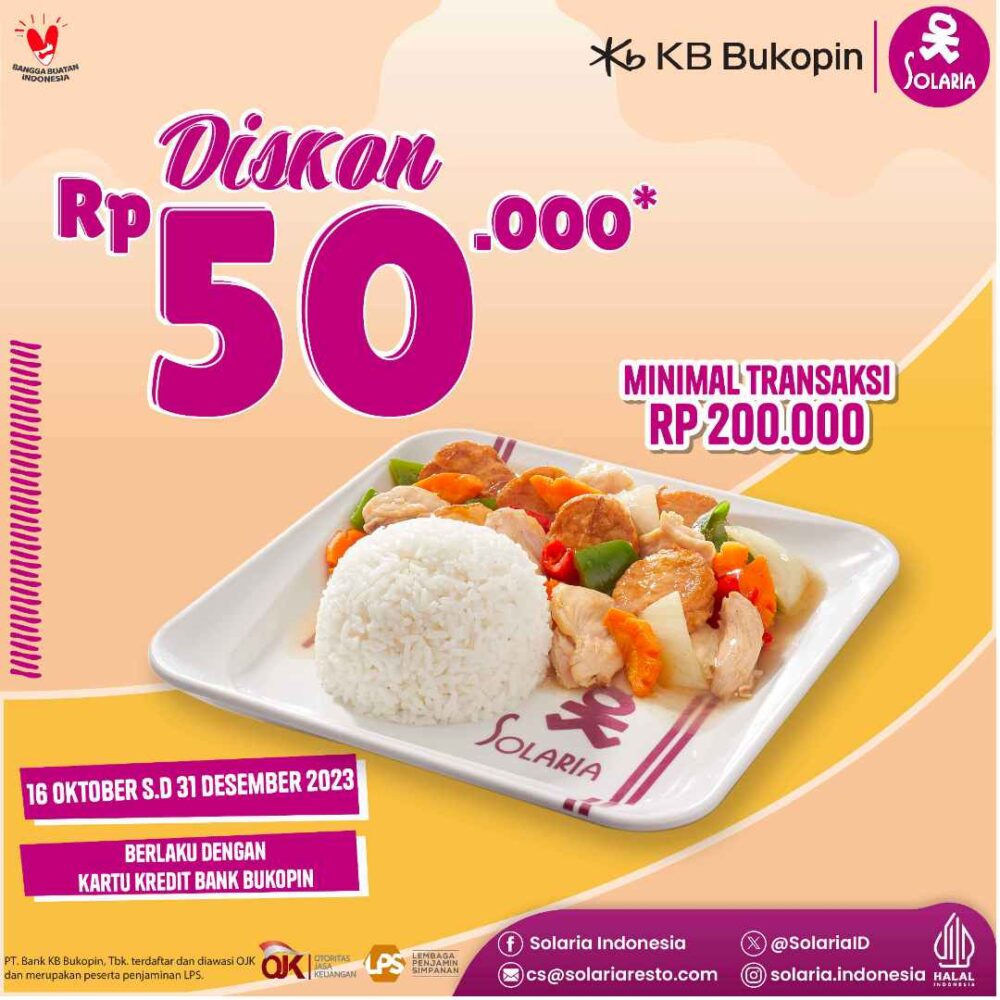 BANGGA BUATAN
INDONESIA
KB KB Bukopin
SOLARIA
Diskon
Rp 50.000*
MINIMAL TRANSAKSI
RP 200.000
SOLARIA
16 OKTOBER S.D 31 DESEMBER 2023
BERLAKU DENGAN
KARTU KREDIT BANK BUKOPIN
PT. Bank KB Bukopin, Tbk. terdaftar dan diawasi OJK
dan merupakan peserta penjaminan LPS.
OJK
OTORITAS
JASA
KEUANGAN
LPS
LEMBAGA
PENJAMIN
SIMPANAN
Solaria Indonesia
@SolariaID
cs@solariaresto.com
solaria.indonesia
HALAL
INDONESIA